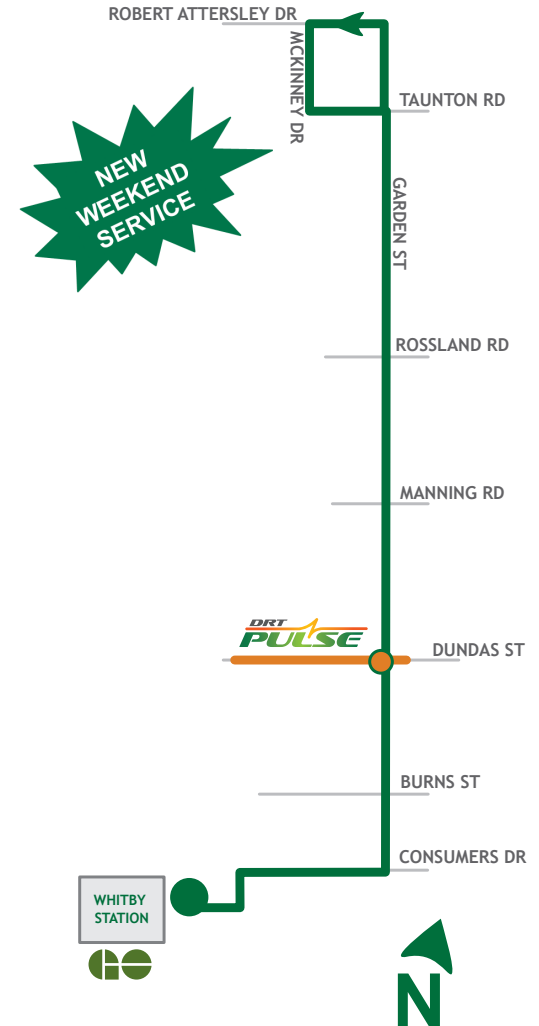 ROBERT ATTERSLEY DR
MCKINNEY DR
TAUNTON RD
NEW
WEEKEND
SERVICE
GARDEN ST
ROSSLAND RD
MANNING RD
DRT
PULSE
DUNDAS ST
BURNS ST
CONSUMERS DR
WHITBY
STATION
GO
N